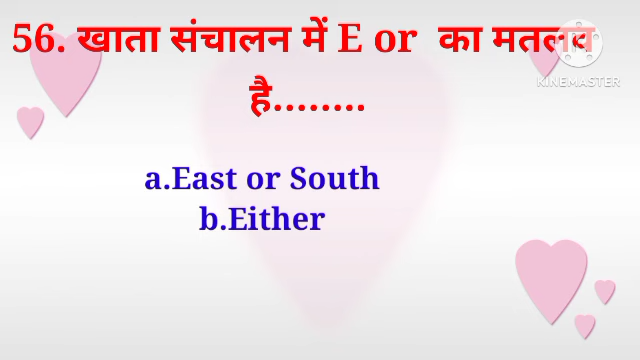 56. खाता संचालन में E or का मतलब
है........
a.East or South
b.Either
KINEMASTER